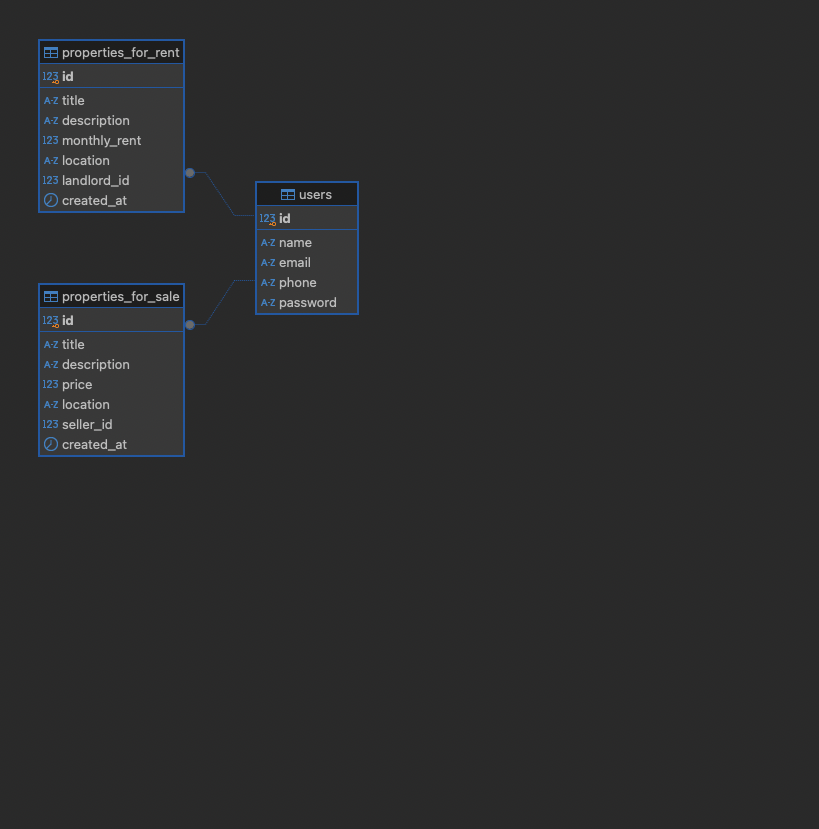 properties_for_rent
123 id
A-Z title
A-Z description
123 monthly_rent
A-Z location
123 landlord_id
created_at
users
123 id
A-Z name
A-Z email
A-Z phone
A-Z password
properties_for_sale
123 id
A-Z title
A-Z description
123 price
A-Z location
123 seller_id
created_at